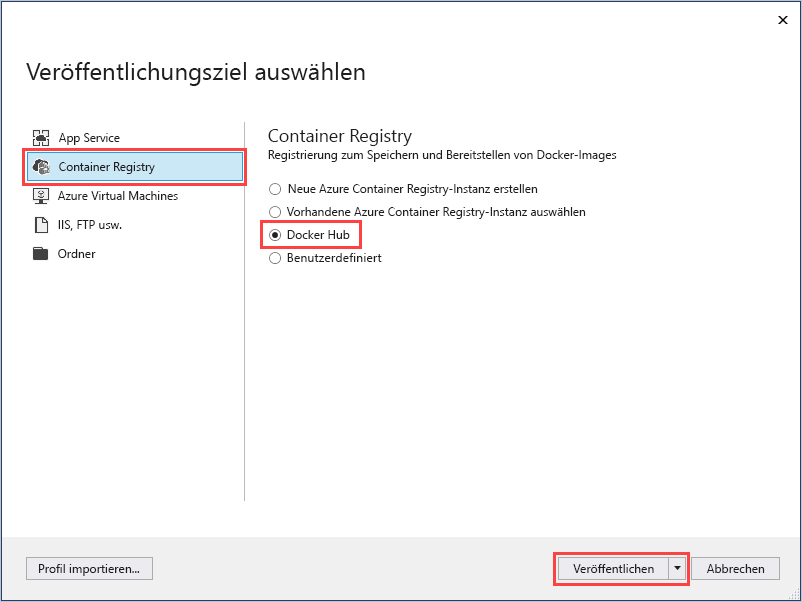 Veröffentlichungsziel auswählen
App Service
Container Registry
Azure Virtual Machines
IIS, FTP usw.
Ordner
Container Registry
Registrierung zum Speichern und Bereitstellen von Docker-Images
Neue Azure Container Registry-Instanz erstellen
Vorhandene Azure Container Registry-Instanz auswählen
Docker Hub
Benutzerdefiniert
Profil importieren...
Veröffentlichen
Abbrechen